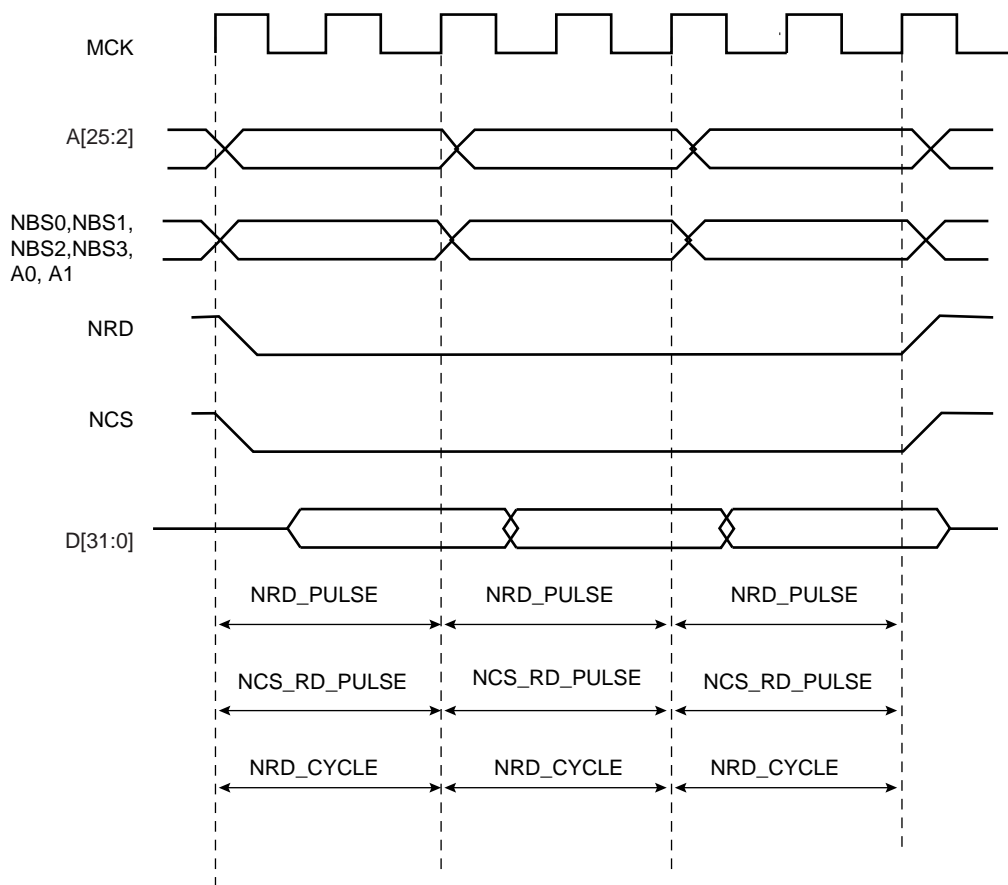 MCK
A[25:2]
NBS0,NBS1,
NBS2,NBS3,
A0, A1
NRD
NCS
D[31:0]
NRD_PULSE NRD_PULSE NRD_PULSE
NCS_RD_PULSE NCS_RD_PULSE NCS_RD_PULSE
NRD_CYCLE NRD_CYCLE NRD_CYCLE